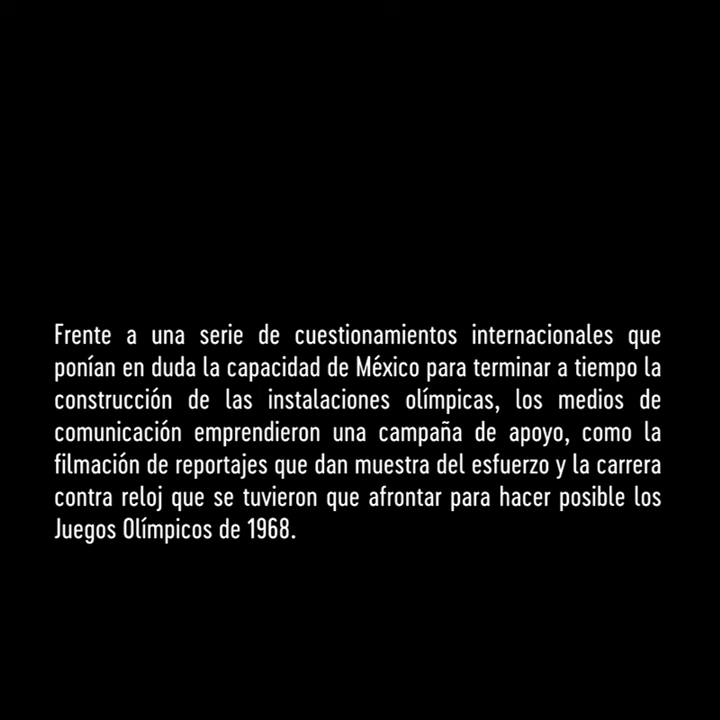 Frente a una serie de cuestionamientos internacionales que
ponían en duda la capacidad de México para terminar a tiempo la
construcción de las instalaciones olímpicas, los medios de
comunicación emprendieron una campaña de apoyo, como la
filmación de reportajes que dan muestra del esfuerzo y la carrera
contra reloj que se tuvieron que afrontar para hacer posible los
Juegos Olímpicos de 1968.